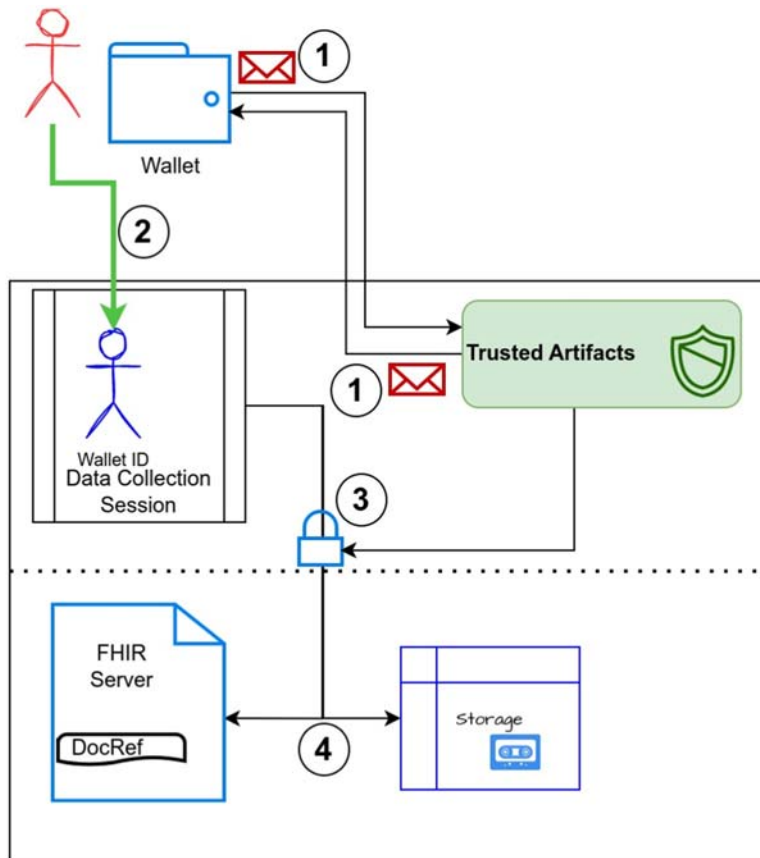 1
Wallet
2
Trusted Artifacts
1
Wallet ID
Data Collection
Session
3
FHIR
Server
DocRef
Storage
4